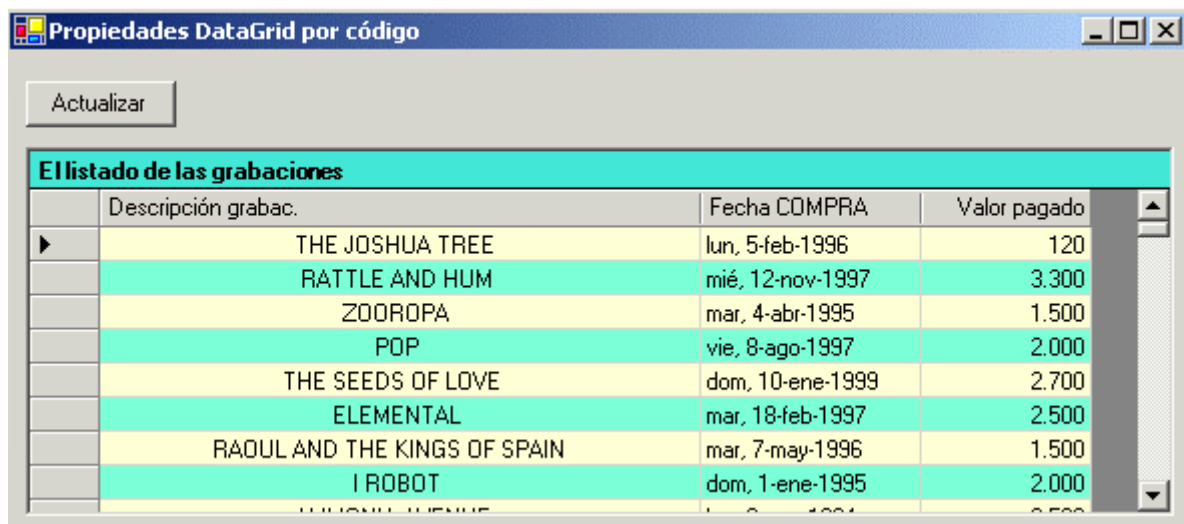 Propiedades DataGrid por código
Actualizar
El listado de las grabaciones
Descripción grabac. Fecha COMPRA Valor pagado
THE JOSHUA TREE lun, 5-feb-1996 120
RATTLE AND HUM mié, 12-nov-1997 3.300
ZOOROPA mar, 4-abr-1995 1.500
POP vie, 8-ago-1997 2.000
THE SEEDS OF LOVE dom, 10-ene-1999 2.700
ELEMENTAL mar, 18-feb-1997 2.500
RAOUL AND THE KINGS OF SPAIN mar, 7-may-1996 1.500
I ROBOT dom, 1-ene-1995 2.000